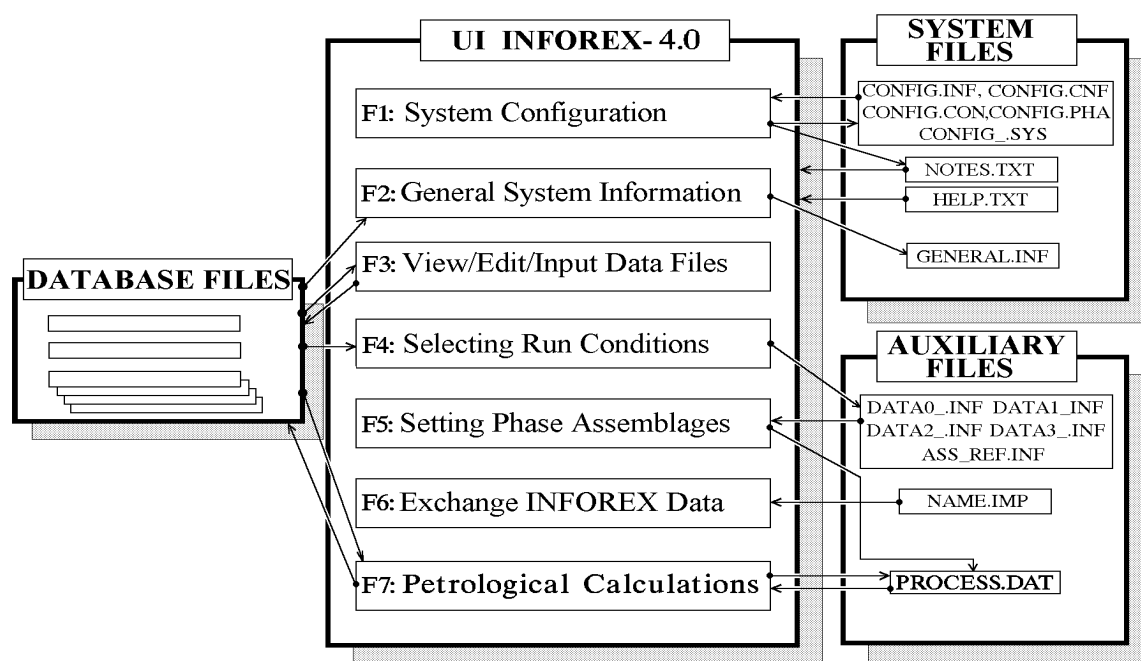 UI INFOREX- 4.0
F1: System Configuration
F2: General System Information
F3: View/Edit/Input Data Files
F4: Selecting Run Conditions
F5: Setting Phase Assemblages
F6: Exchange INFOREX Data
F7: Petrological Calculations
DATABASE FILES
SYSTEM
FILES
CONFIG.INF, CONFIG.CNF
CONFIG.CON,CONFIG.PHA
CONFIG_.SYS
NOTES.TXT
HELP.TXT
GENERAL.INF
AUXILIARY
FILES
DATA0_.INF DATA1_INF
DATA2_.INF DATA3_.INF
ASS_REF.INF
NAME.IMP
PROCESS.DAT